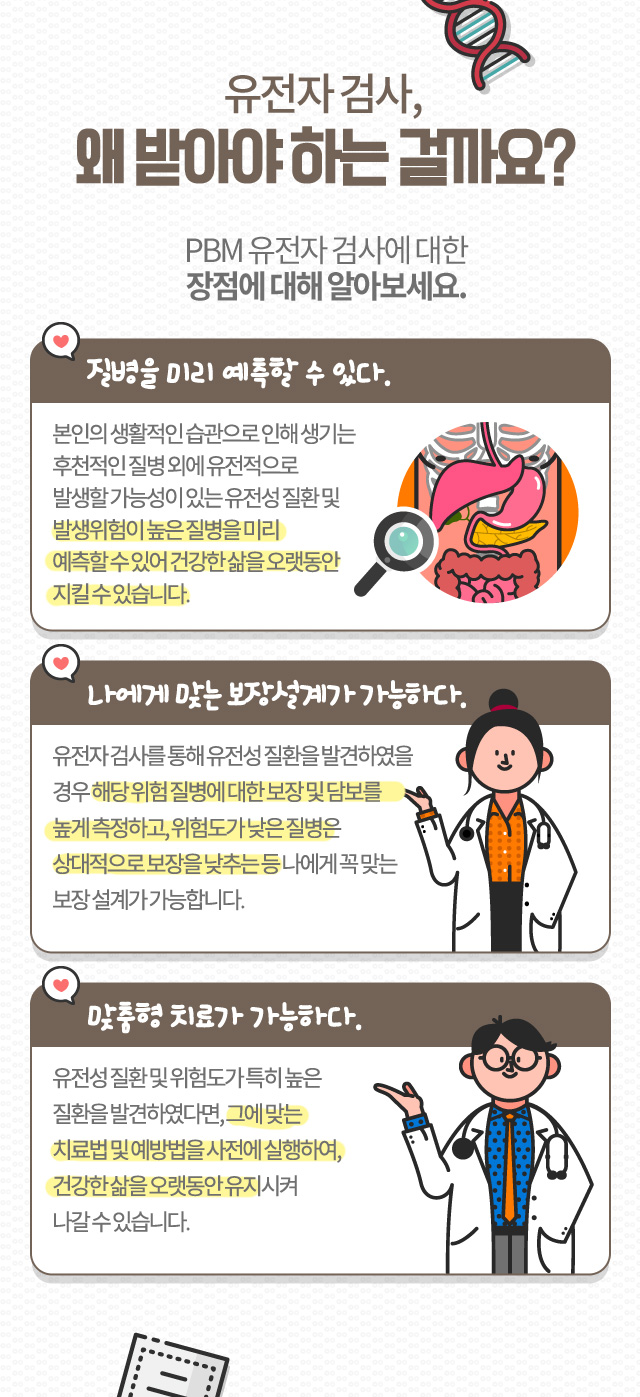 유전자 검사,
왜 받아야 하는 걸까요?
PBM 유전자 검사에 대한
장점에 대해 알아보세요.
질병을 미리 예측할 수 있다.
본인의 생활적인 습관으로 인해 생기는
후천적인 질병 외에 유전적으로
발생할 가능성이 있는 유전성 질환 및
발생위험이 높은 질병을 미리
예측할 수 있어 건강한 삶을 오랫동안
지킬 수 있습니다.
나에게 맞는 보장설계가 가능하다.
유전자 검사를 통해 유전성 질환을 발견하였을
경우 해당 위험 질병에 대한 보장 및 담보를
높게 측정하고, 위험도가 낮은 질병은
상대적으로 보장을 낮추는 등 나에게 꼭 맞는
보장 설계가 가능합니다.
맞춤형 치료가 가능하다.
유전성 질환 및 위험도가 특히 높은
질환을 발견하였다면, 그에 맞는
치료법 및 예방법을 사전에 실행하여,
건강한 삶을 오랫동안 유지시켜
나갈 수 있습니다.